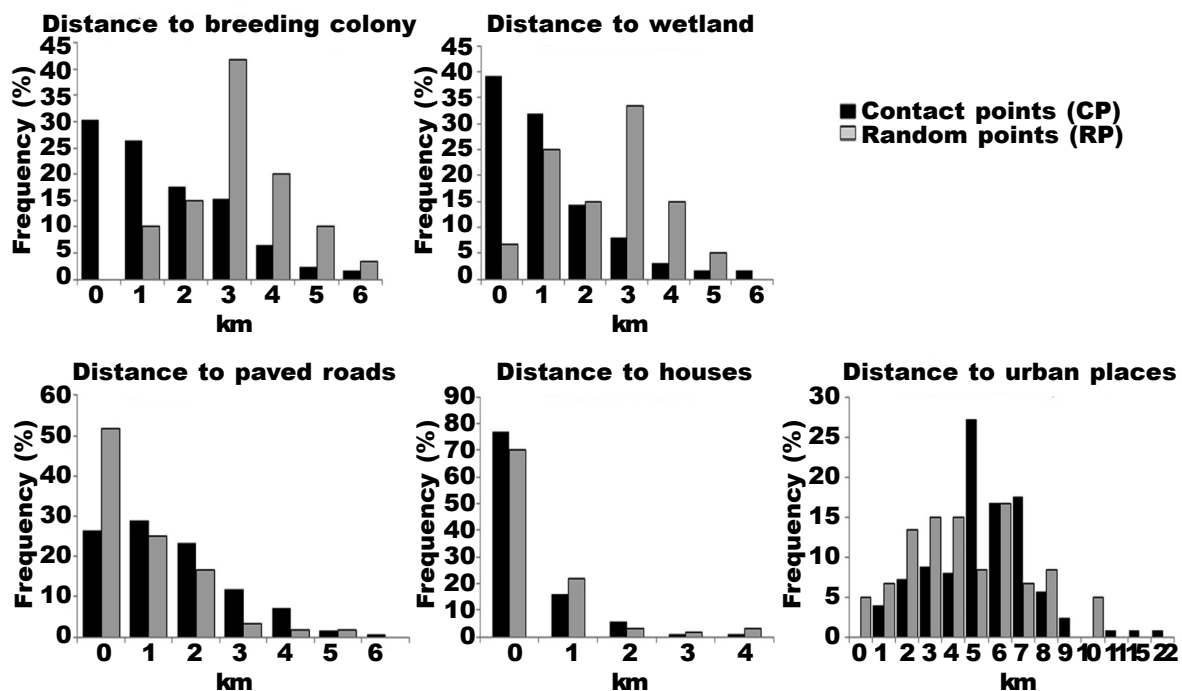 Distance to breeding colony
45
40
35
30
25
20
15
10
5
0
Frequency (%)
0 1 2 3 4 5 6
km
Distance to wetland
45
40
35
30
25
20
15
10
5
0
Frequency (%)
0 1 2 3 4 5 6
km
Contact points (CP)
Random points (RP)
Distance to paved roads
60
50
40
30
20
10
0
Frequency (%)
0 1 2 3 4 5 6
km
Distance to houses
90
80
70
60
50
40
30
20
10
0
Frequency (%)
0 1 2 3 4
km
Distance to urban places
30
25
20
15
10
5
0
Frequency (%)
0 1 2 3 4 5 6 7 8 9 10 11 15 22
km